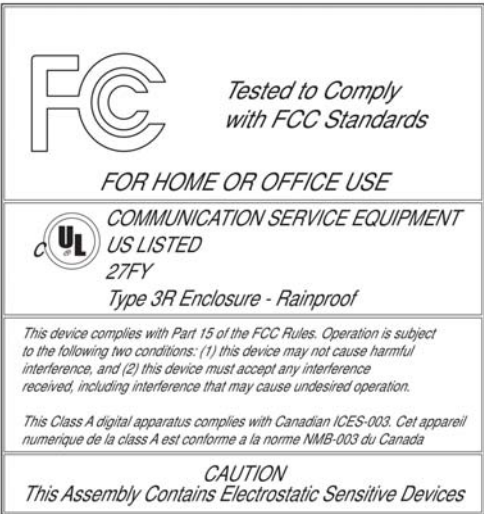 FC
Tested to Comply
with FCC Standards
FOR HOME OR OFFICE USE
COMMUNICATION SERVICE EQUIPMENT
C UL US LISTED
27FY
Type 3R Enclosure - Rainproof
This device complies with Part 15 of the FCC Rules. Operation is subject
to the following two conditions: (1) this device may not cause harmful
interference, and (2) this device must accept any interference
received, including interference that may cause undesired operation.
This Class A digital apparatus complies with Canadian ICES-003. Cet appareil
numerique de la class A est conforme a la norme NMB-003 du Canada
CAUTION
This Assembly Contains Electrostatic Sensitive Devices